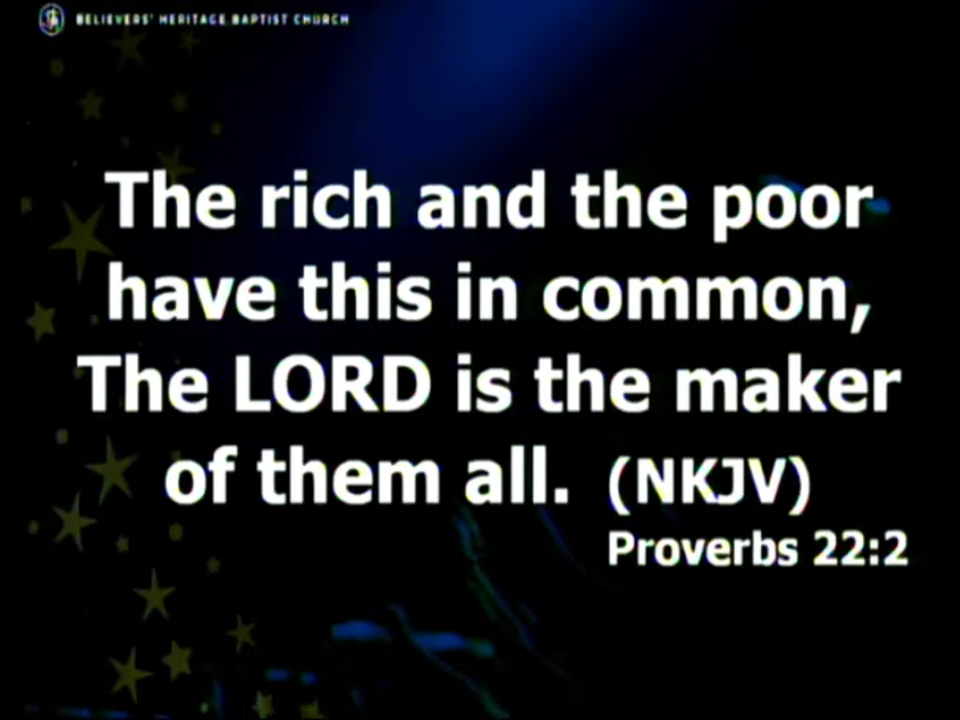 BELIEVERS' HERITAGE BAPTIST CHURCH
The rich and the poor
have this in common,
The LORD is the maker
of them all. (NKJV)
Proverbs 22:2